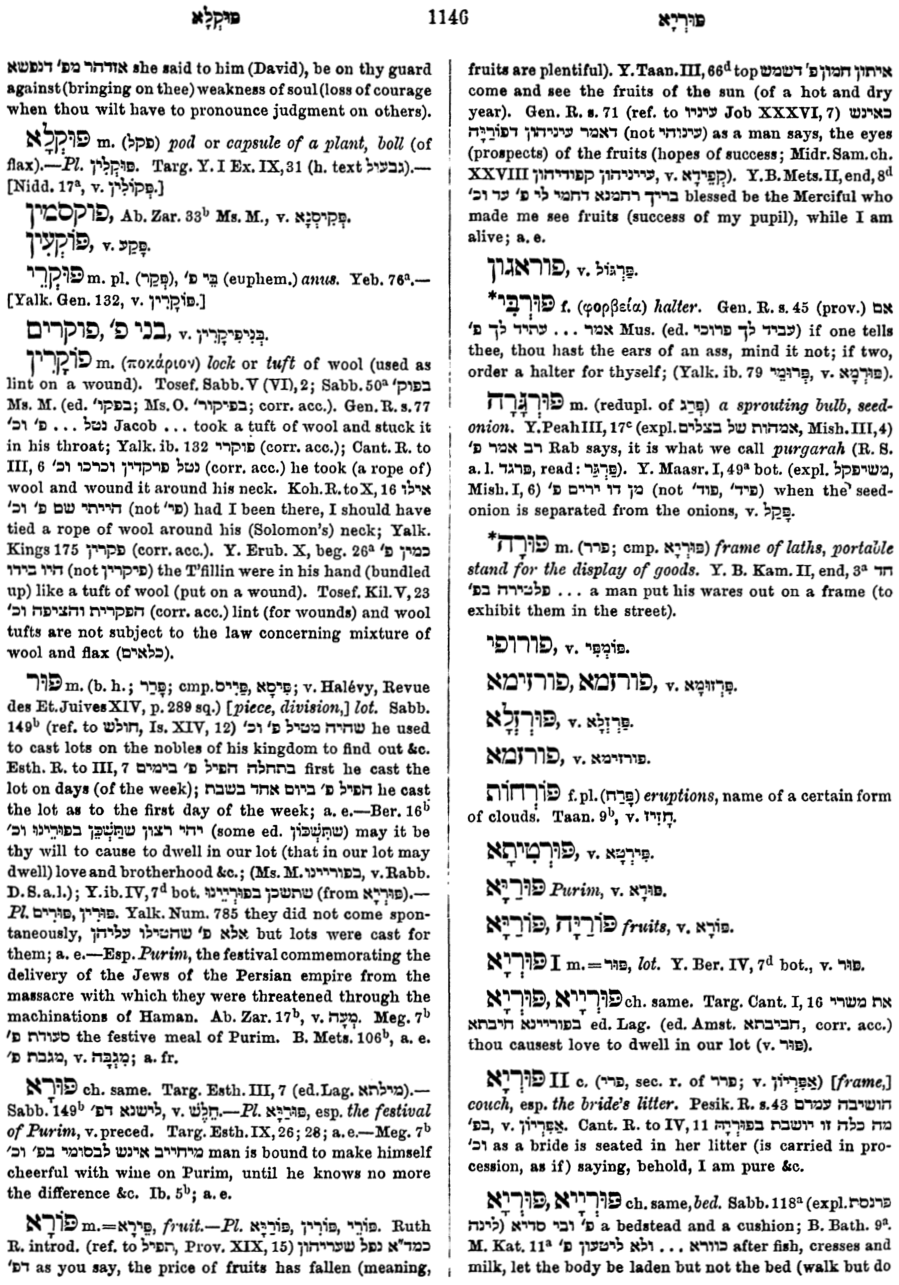 פּוּקְלָא
1146
פּוּרְיָא
אזדהר מפ׳ דנפשא she said to him (David), be on thy guard
against (bringing on thee) weakness of soul (loss of courage
when thou wilt have to pronounce judgment on others).
פּוּקְלָא m. (פקל) pod or capsule of a plant, boll (of
flax).—Pl. פּוּקְלִין. Targ. Y. I Ex. IX, 31 (h. text גבעיל).—
[Nidd. 17ª, v. פְּקוֹלִין.]
פוקסמין, Ab. Zar. 33ᵇ Ms. M., v. פְּקִיסְנָא.
פּוֹקְעִין, v. פָּקַע.
פּוּקְרֵי m. pl. (פְּקַר), בֵּי פ׳ (euphem.) anus. Yeb. 76ª.—
[Yalk. Gen. 132, v. פּוֹקָרִין.]
בני פ׳, פוקרים, v. בְּנֵיפִיקָרִין.
פּוֹקָרִין m. (ποκάριον) lock or tuft of wool (used as
lint on a wound). Tosef. Sabb. V (VI), 2; Sabb. 50ª בפוק׳
Ms. M. (ed. בפקו׳; Ms. O. בפיקור׳; corr. acc.). Gen. R. s. 77
נטל ... פ׳ וכ׳ Jacob ... took a tuft of wool and stuck it
in his throat; Yalk. ib. 132 פוקרי (corr. acc.); Cant. R. to
III, 6 נטל פרקדין וכרכו וכ׳ (corr. acc.) he took (a rope of)
wool and wound it around his neck. Koh. R. to X, 16 אילו
הייתי שם פ׳ וכ׳ (not פי׳) had I been there, I should have
tied a rope of wool around his (Solomon's) neck; Yalk.
Kings 175 פקרין (corr. acc.). Y. Erub. X, beg. 26ª כמין פ׳
היו בידו (not פיקרין) the T'fillin were in his hand (bundled
up) like a tuft of wool (put on a wound). Tosef. Kil. V, 23
הפקרית והציפה וכ׳ (corr. acc.) lint (for wounds) and wool
tufts are not subject to the law concerning mixture of
wool and flax (כלאים).
פּוּר m. (b. h.; פָּרַר; cmp. פַּיִיס, פִּיסָא; v. Halévy, Revue
des Et. Juives XIV, p. 289 sq.) [piece, division,] lot. Sabb.
149ᵇ (ref. to חולש, Is. XIV, 12) שהיה מטיל פ׳ וכ׳ he used
to cast lots on the nobles of his kingdom to find out &c.
Esth. R. to III, 7 בתחלה הפיל פ׳ בימים first he cast the
lot on days (of the week); הפיל פ׳ ביום אחד בשבת he cast
the lot as to the first day of the week; a. e.—Ber. 16ᵇ
יהי רצון שתַּשְׁכֵּן בפורינו וכ׳ (some ed. שתִּשְׁכּוֹן) may it be
thy will to cause to dwell in our lot (that in our lot may
dwell) love and brotherhood &c.; (Ms. M. בפוריינו, v. Rabb.
D. S. a. l.); Y. ib. IV, 7ᵈ bot. שתשכן בפוּרְיֵינוּ (from פּוּרְיָא).—
Pl. פּוּרִין, פּוּרִים. Yalk. Num. 785 they did not come spon-
taneously, אלא פ׳ שהטילו עליהן but lots were cast for
them; a. e.—Esp. Purim, the festival commemorating the
delivery of the Jews of the Persian empire from the
massacre with which they were threatened through the
machinations of Haman. Ab. Zar. 17ᵇ, v. מָעָה. Meg. 7ᵇ
סעודת פ׳ the festive meal of Purim. B. Mets. 106ᵇ, a. e.
מגבת פ׳, v. מַגְבָּה; a. fr.
פּוּרָא ch. same. Targ. Esth. III, 7 (ed. Lag. מילתא).—
Sabb. 149ᵇ לישנא דפ׳, v. חֲלַשׁ.—Pl. פּוּרַיָּא, esp. the festival
of Purim, v. preced. Targ. Esth. IX, 26; 28; a. e.—Meg. 7ᵇ
מיחייב אינש לבסומי בפ׳ וכ׳ man is bound to make himself
cheerful with wine on Purim, until he knows no more
the difference &c. Ib. 5ᵇ; a. e.
פּוֹרָא m.=פֵּירָא, fruit.—Pl. פּוֹרֵי, פּוֹרִין, פּוֹרַיָּא. Ruth
R. introd. (ref. to תפיל, Prov. XIX, 15) כמד״א נפל שעריהון
דפ׳ as you say, the price of fruits has fallen (meaning,
fruits are plentiful). Y. Taan. III, 66ᵈ top איתון חמון פ׳ דשמש
come and see the fruits of the sun (of a hot and dry
year). Gen. R. s. 71 (ref. to עיניו Job XXXVI, 7) כאינש
דאמר עיניהון דפוֹרַיָּה (not עינוהי) as a man says, the eyes
(prospects) of the fruits (hopes of success; Midr. Sam. ch.
XXVIII עייניהון קפודיהון, v. קְפֵידָא). Y. B. Mets. II, end, 8ᵈ
בריך רחמנא דחמי לי פ׳ עד וכ׳ blessed be the Merciful who
made me see fruits (success of my pupil), while I am
alive; a. e.
פוראגון, v. פַּרְגּוֹל.
*פּוּרְבֵּי f. (φορβεία) halter. Gen. R. s. 45 (prov.) אם
אמר ... עתיד לך פ׳ Mus. (ed. עביד לך פרוכי) if one tells
thee, thou hast the ears of an ass, mind it not; if two,
order a halter for thyself; (Yalk. ib. 79 פְּרוּמֵי, v. פְּרֻמָּא).
פּוּרְגָּרָה m. (redupl. of פְּרַג) a sprouting bulb, seed-
onion. Y. Peah III, 17ᶜ (expl. אמהות של בצלים, Mish. III, 4)
רב אמר פ׳ Rab says, it is what we call purgarah (R. S.
a. l. פרגד, read: פֻּרְגָּר). Y. Maasr. I, 49ª bot. (expl. משיפקל,
Mish. I, 6) מן דו ירים פ׳ (not פיד׳, פוד׳) when the seed-
onion is separated from the onions, v. פָּקַל.
*פּוּרָה m. (פרר; cmp. פּוּרְיָא) frame of laths, portable
stand for the display of goods. Y. B. Kam. II, end, 3ª חד
פלטירה בפ׳ ... a man put his wares out on a frame (to
exhibit them in the street).
פורופי, v. פּוֹמְפֵּי.
פורזמא, פורזימא, v. פְּרְזוּמָא.
פּוּרְזְלָא, v. פַּרְזְלָא.
פורזמא, v. פורזימא.
פּוֹרְחוֹת f. pl. (פָּרַח) eruptions, name of a certain form
of clouds. Taan. 9ᵇ, v. חָזִיז.
פּוּרְטֵיתָא, v. פִּירְטָא.
פּוּרַיָּא Purim, v. פּוּרָא.
פּוֹרַיָּה, פּוֹרַיָּא fruits, v. פּוֹרָא.
פּוּרְיָא I m.=פּוּר, lot. Y. Ber. IV, 7ᵈ bot., v. פּוּר.
פּוּרְיָיא, פּוּרְיָא ch. same. Targ. Cant. I, 16 את משרי
בפוריינא חיבתא ed. Lag. (ed. Amst. חביבתא, corr. acc.)
thou causest love to dwell in our lot (v. פּוּר).
פּוּרְיָא II c. (פרי, sec. r. of פרר; v. אַפִּרְיוֹן) [frame,]
couch, esp. the bride's litter. Pesik. R. s. 43 הושיבה עמרם
בפ׳, v. אַפִּרְיוֹן. Cant. R. to IV, 11 מה כלה זו יושבת בפוּרְיָהּ
וכ׳ as a bride is seated in her litter (is carried in pro-
cession, as if) saying, behold, I am pure &c.
פּוּרְיָיא, פּוּרְיָא ch. same, bed. Sabb. 118ª (expl. פרנסת
לינה) פ׳ ובי סדיא a bedstead and a cushion; B. Bath. 9ª.
M. Kat. 11ª כוורא ... ולא ליטעון פ׳ after fish, cresses and
milk, let the body be laden but not the bed (walk but do